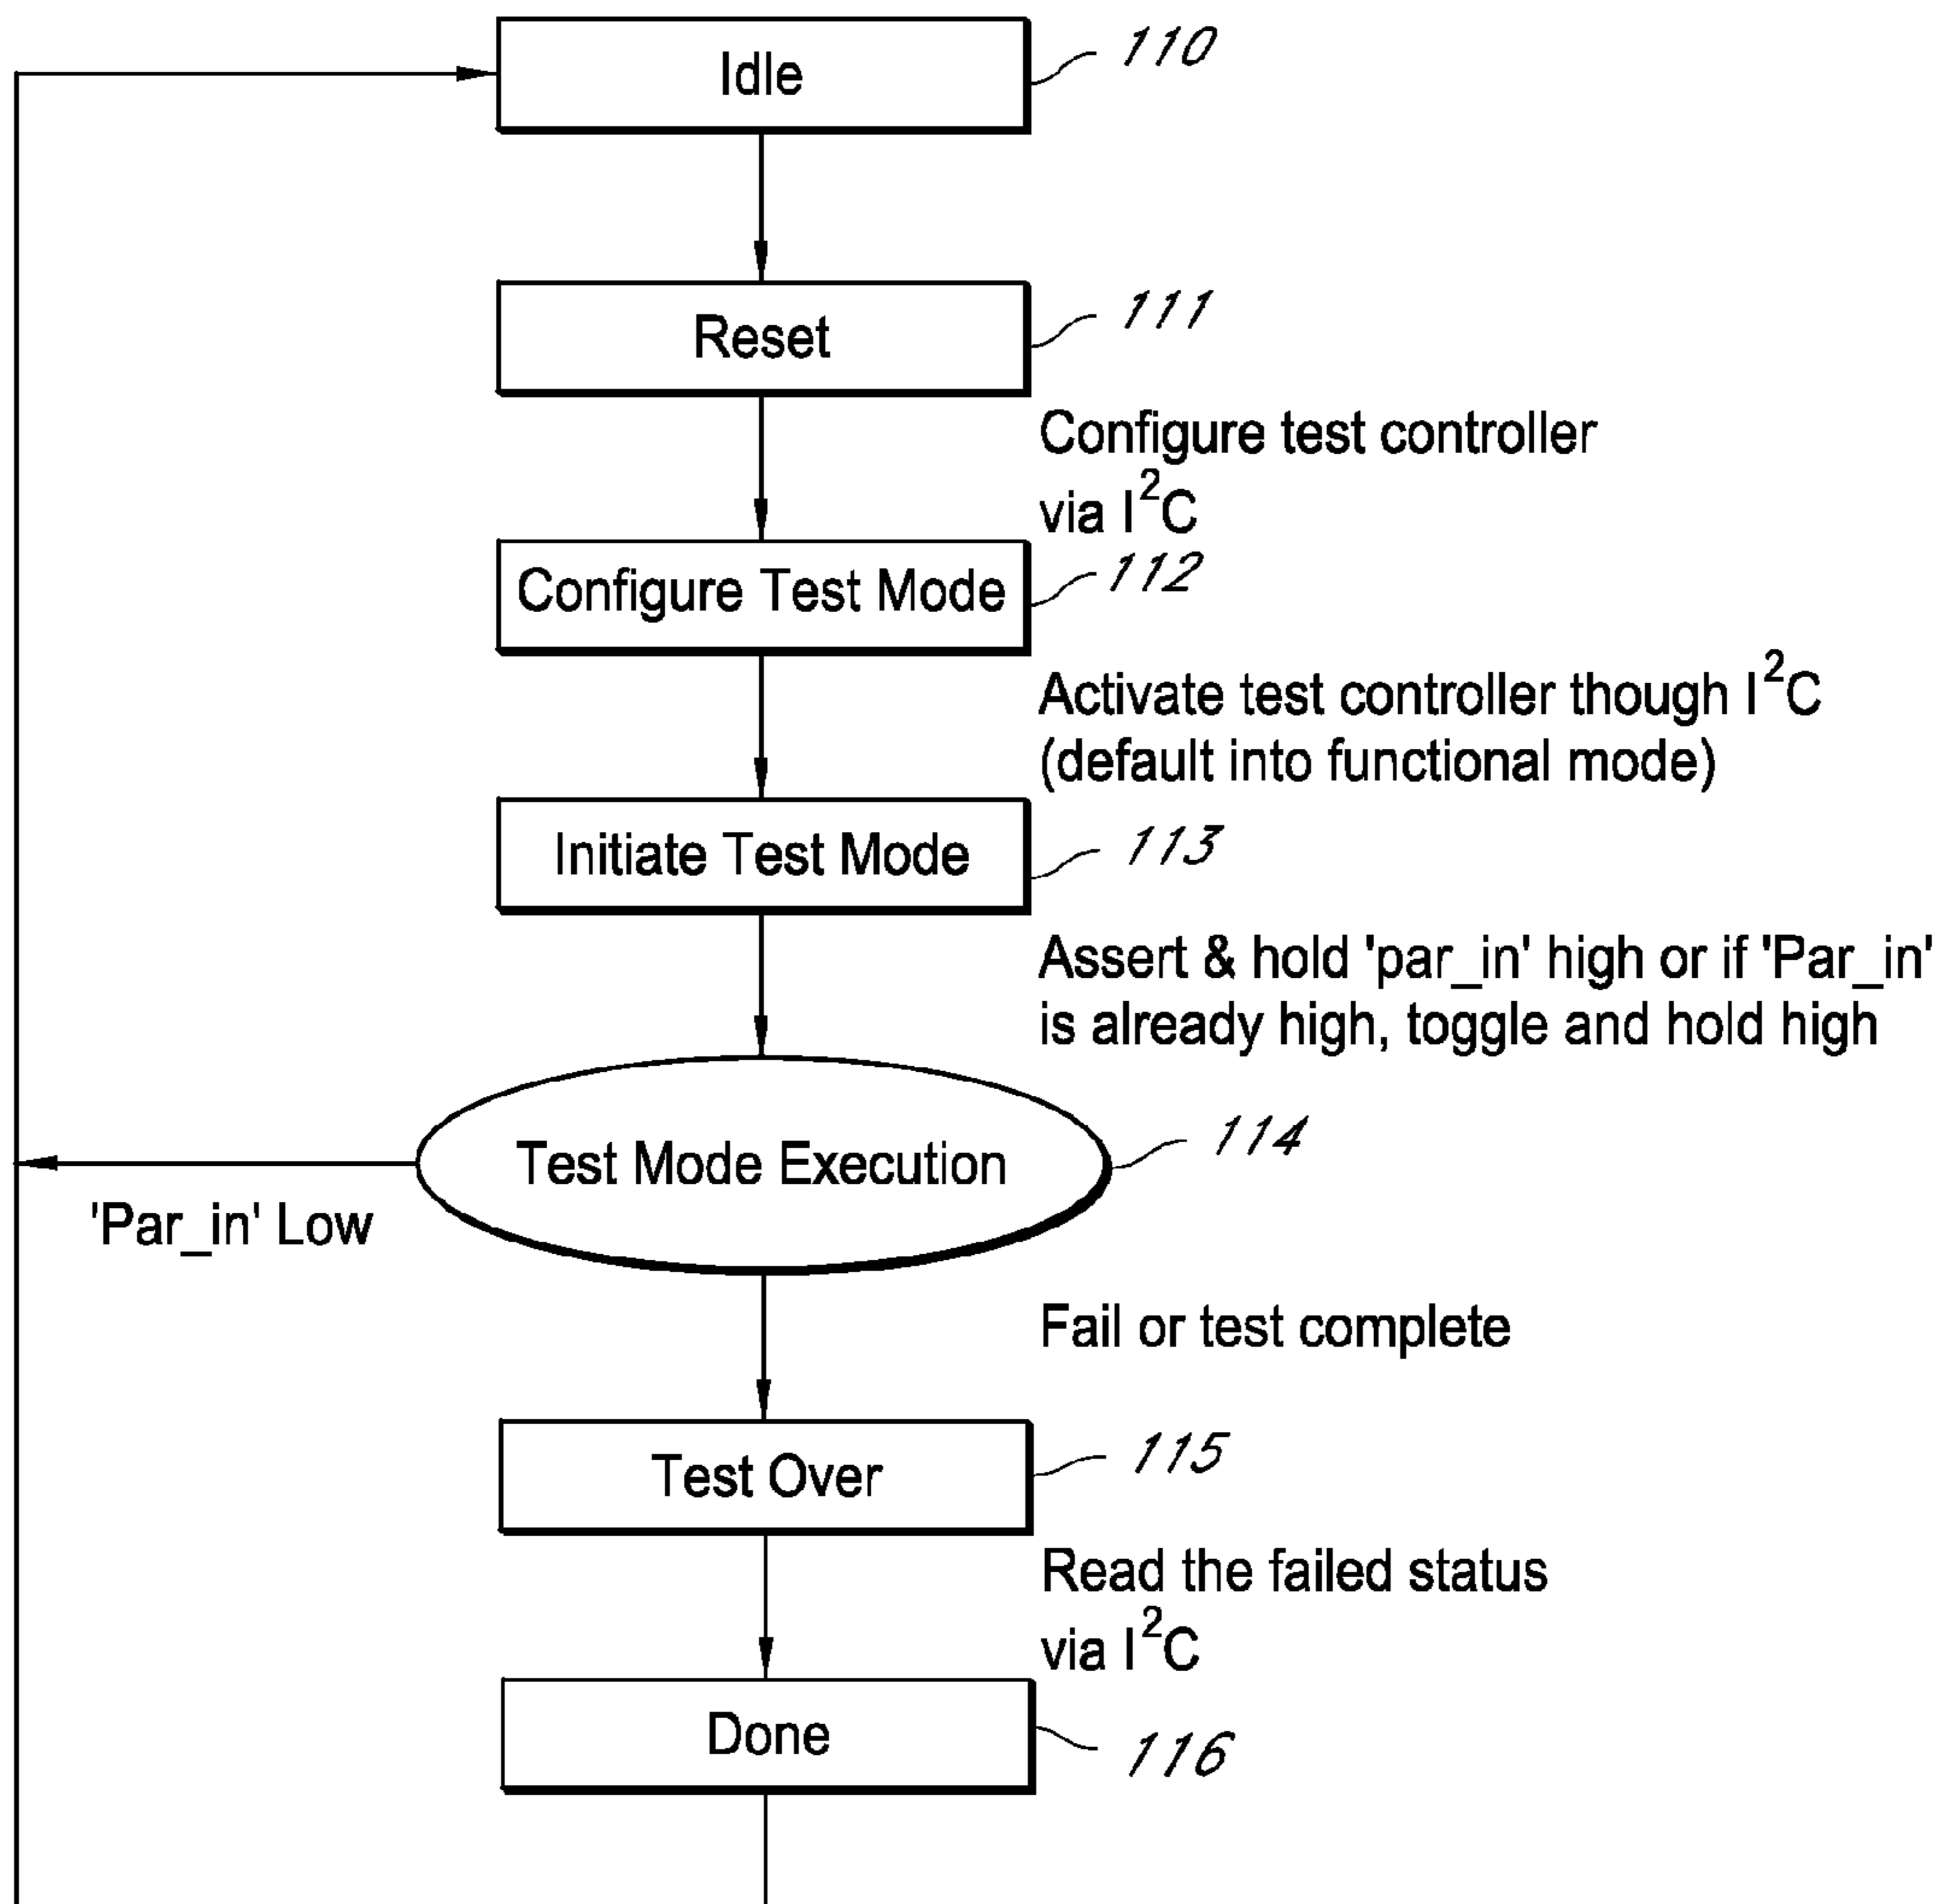 Idle
110
Reset
111
Configure test controller
via I²C
Configure Test Mode
112
Activate test controller though I²C
(default into functional mode)
Initiate Test Mode
113
Assert & hold 'par_in' high or if 'Par_in'
is already high, toggle and hold high
Test Mode Execution
114
'Par_in' Low
Fail or test complete
Test Over
115
Read the failed status
via I²C
Done
116